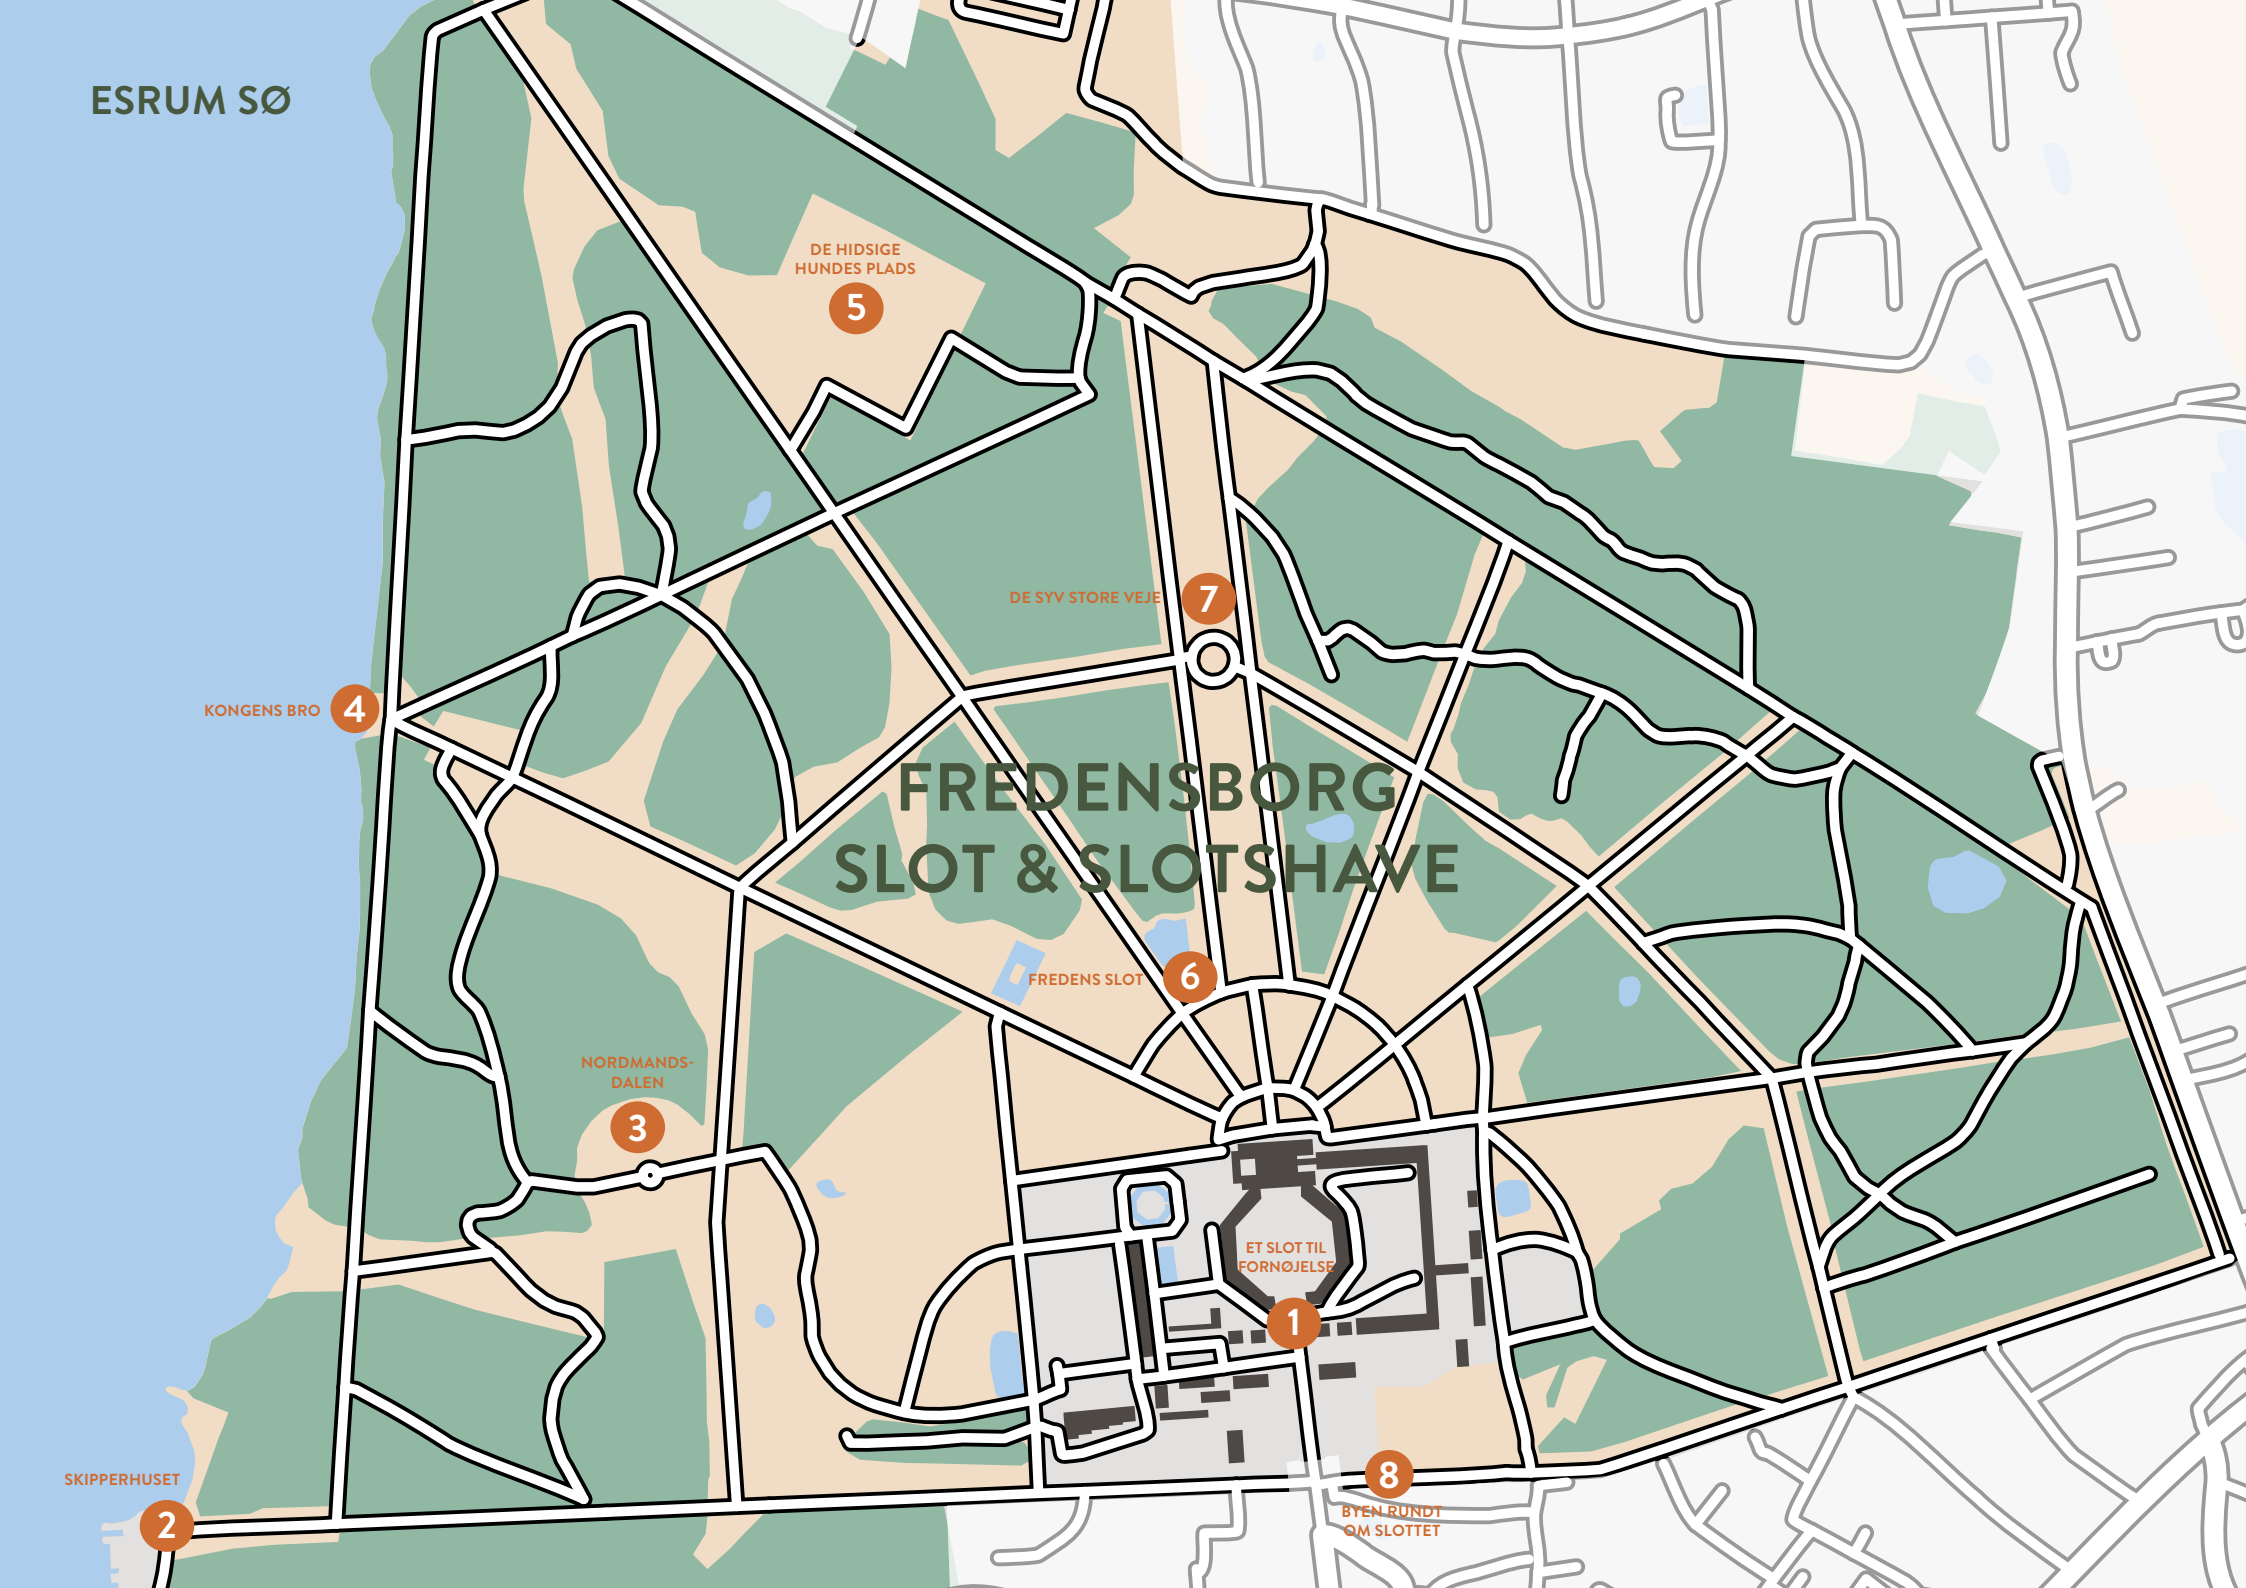 ESRUM SØ
DE HIDSIGE
HUNDES PLADS
5
DE SYV STORE VEJE
7
KONGENS BRO
4
FREDENSBORG
SLOT & SLOTSHAVE
FREDENS SLOT
6
NORDMANDS-
DALEN
3
ET SLOT TIL
FORNØJELSE
1
SKIPPERHUSET
2
8
BYEN RUNDT
OM SLOTTET